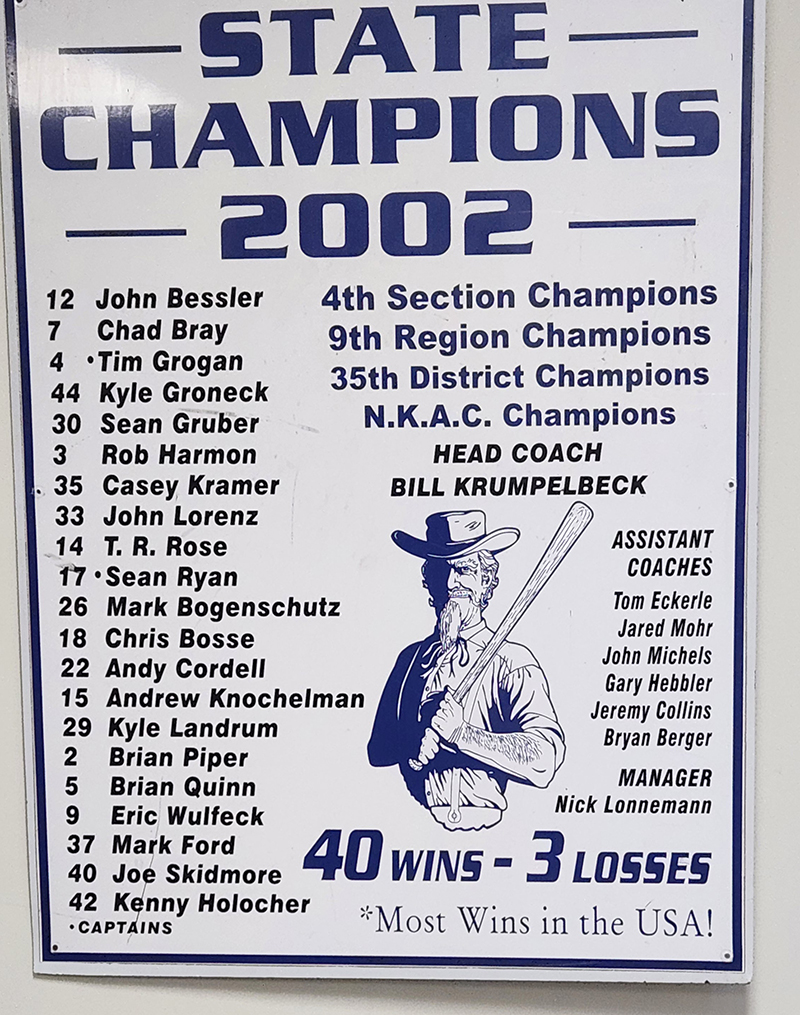 STATE
CHAMPIONS
2002
12 John Bessler
7 Chad Bray
4 •Tim Grogan
44 Kyle Groneck
30 Sean Gruber
3 Rob Harmon
35 Casey Kramer
33 John Lorenz
14 T. R. Rose
17 •Sean Ryan
26 Mark Bogenschutz
18 Chris Bosse
22 Andy Cordell
15 Andrew Knochelman
29 Kyle Landrum
2 Brian Piper
5 Brian Quinn
9 Eric Wulfeck
37 Mark Ford
40 Joe Skidmore
42 Kenny Holocher
•CAPTAINS
4th Section Champions
9th Region Champions
35th District Champions
N.K.A.C. Champions
HEAD COACH
BILL KRUMPELBECK
ASSISTANT
COACHES
Tom Eckerle
Jared Mohr
John Michels
Gary Hebbler
Jeremy Collins
Bryan Berger
MANAGER
Nick Lonnemann
40 WINS - 3 LOSSES
*Most Wins in the USA!